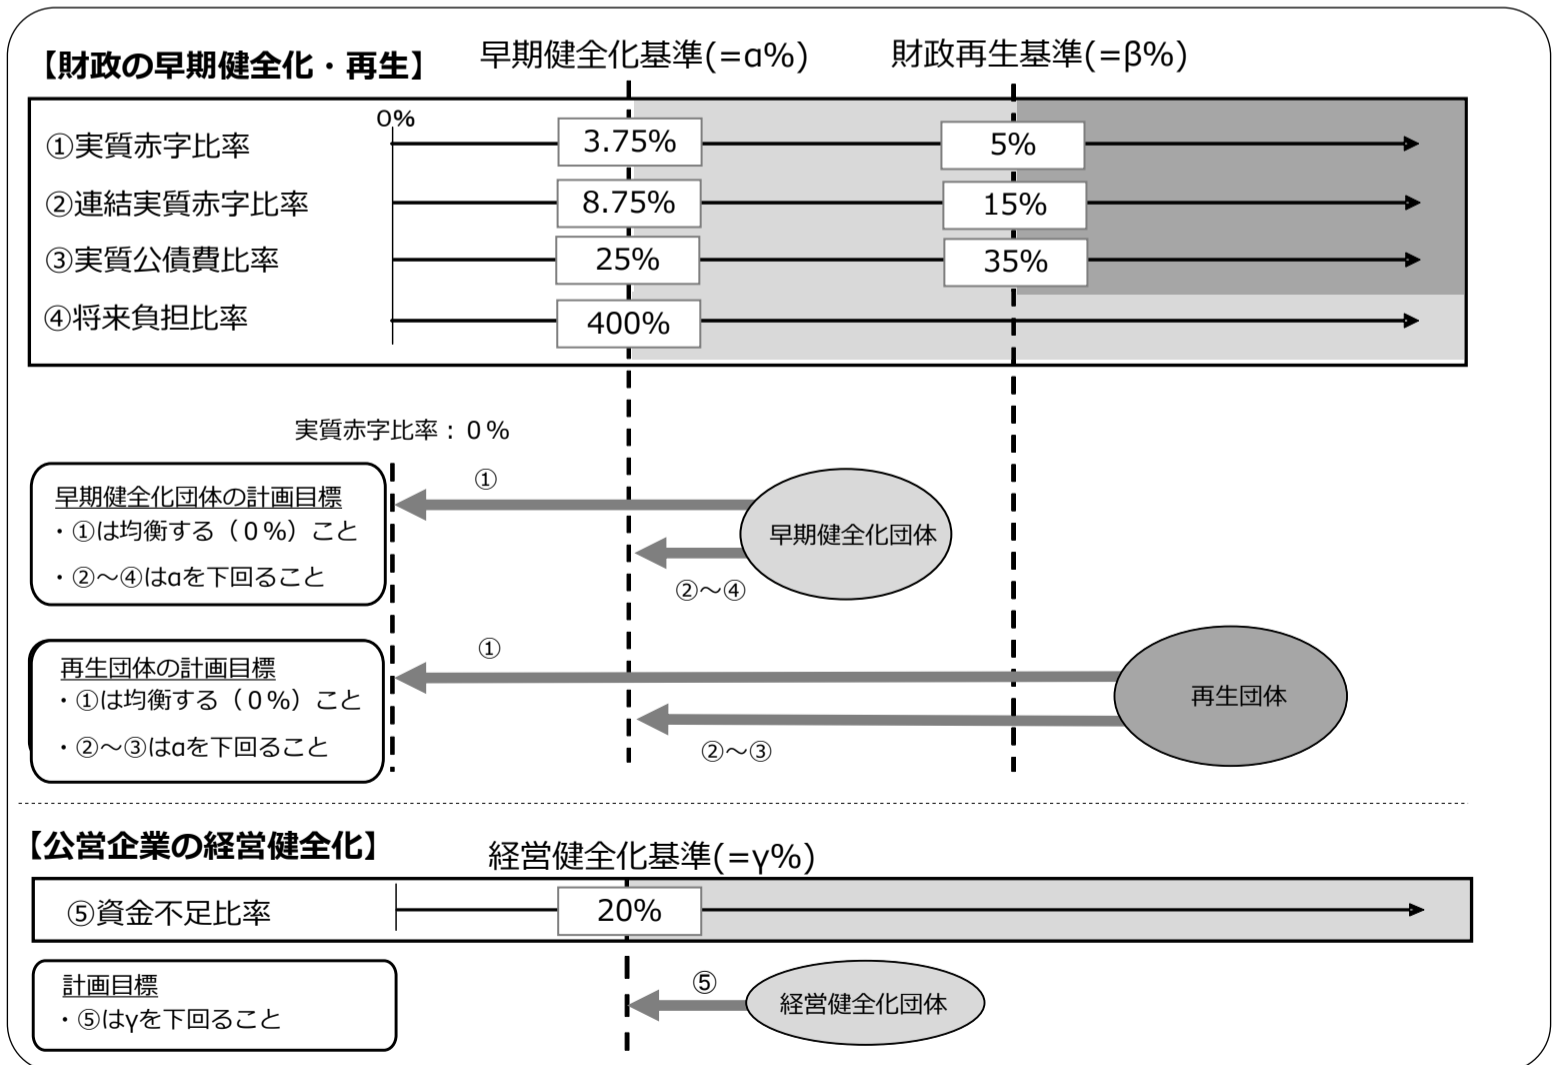 【財政の早期健全化・再生】
早期健全化基準(=α%)
財政再生基準(=β%)
0%
①実質赤字比率
3.75%
5%
②連結実質赤字比率
8.75%
15%
③実質公債費比率
25%
35%
④将来負担比率
400%
実質赤字比率：０％
早期健全化団体の計画目標
・①は均衡する（０％）こと
・②～④はαを下回ること
①
早期健全化団体
②～④
再生団体の計画目標
・①は均衡する（０％）こと
・②～③はαを下回ること
①
再生団体
②～③
【公営企業の経営健全化】
経営健全化基準(=γ%)
⑤資金不足比率
20%
計画目標
・⑤はγを下回ること
⑤
経営健全化団体